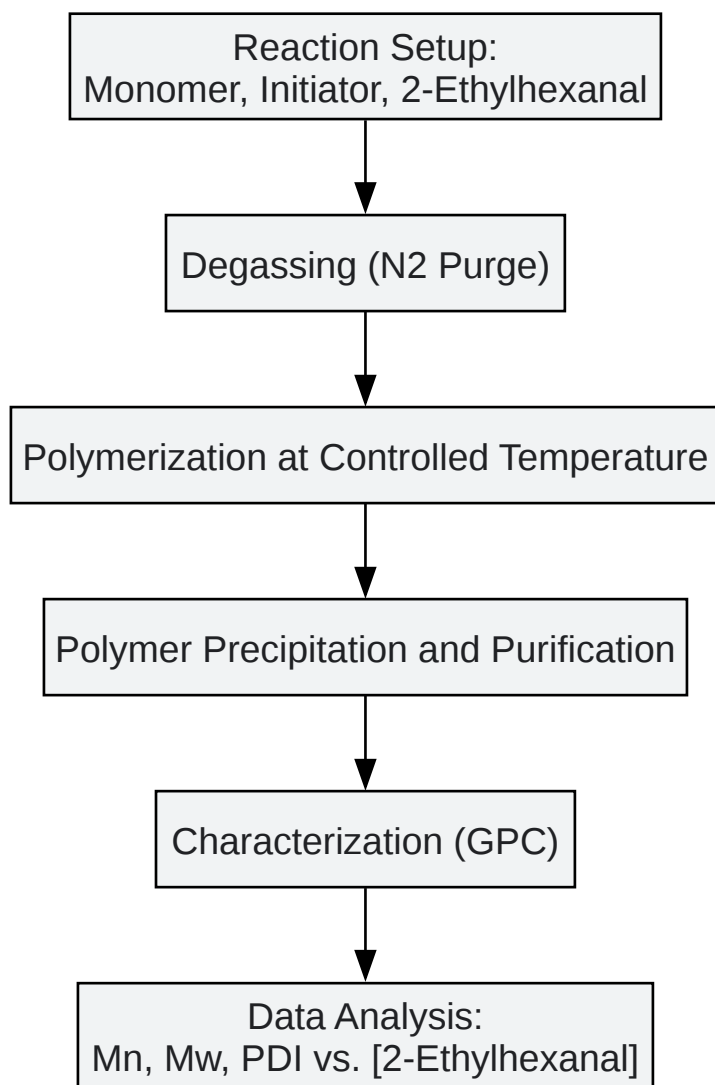 Reaction Setup:
Monomer, Initiator, 2-Ethylhexanal
Degassing (N2 Purge)
Polymerization at Controlled Temperature
Polymer Precipitation and Purification
Characterization (GPC)
Data Analysis:
Mn, Mw, PDI vs. [2-Ethylhexanal]